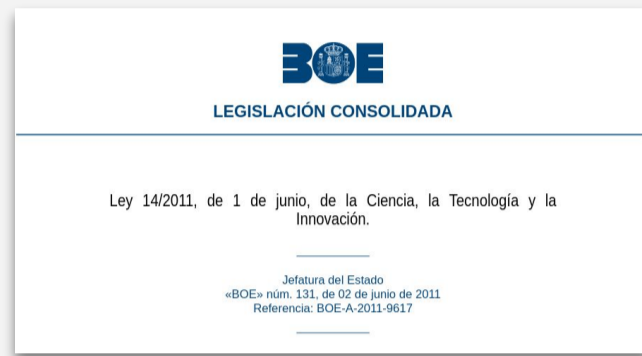 BOE
LEGISLACIÓN CONSOLIDADA
Ley 14/2011, de 1 de junio, de la Ciencia, la Tecnología y la
Innovación.
Jefatura del Estado
«BOE» núm. 131, de 02 de junio de 2011
Referencia: BOE-A-2011-9617